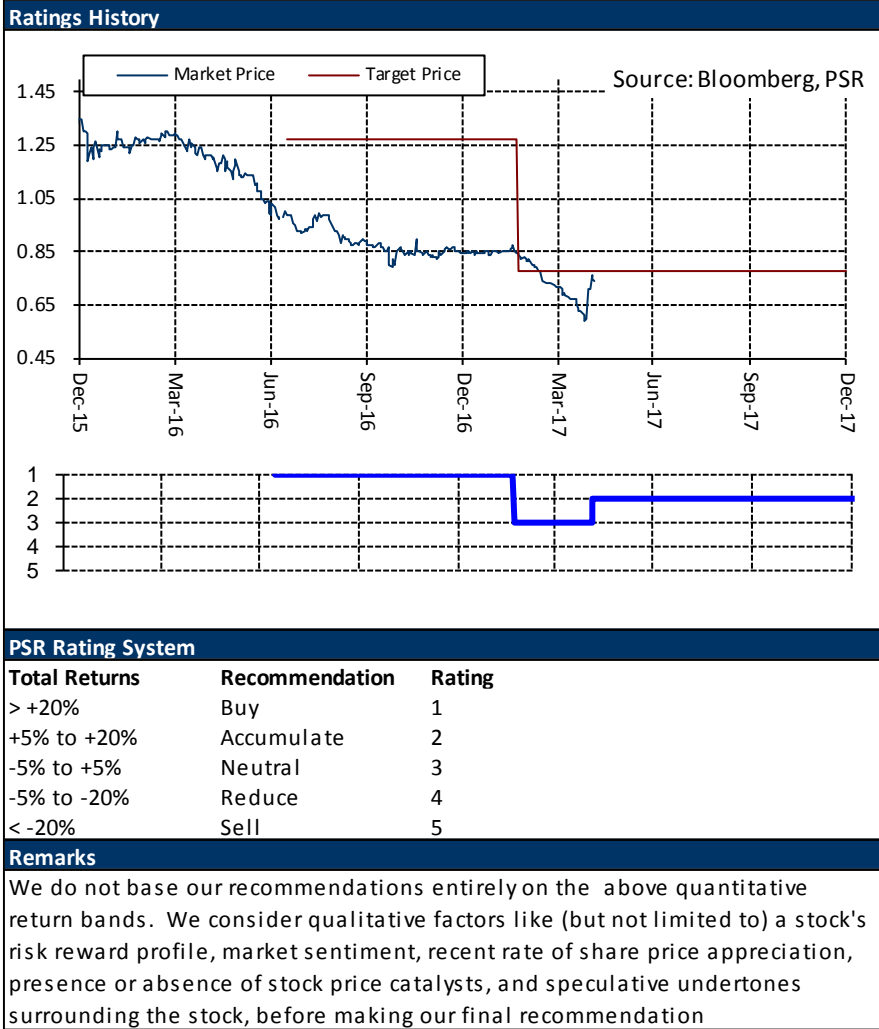 Ratings History
Market Price
Target Price
Source: Bloomberg, PSR
1.45
1.25
1.05
0.85
0.65
0.45
Dec-15
Mar-16
Jun-16
Sep-16
Dec-16
Mar-17
Jun-17
Sep-17
Dec-17
1
2
3
4
5
PSR Rating System
Total Returns Recommendation Rating
> +20% Buy 1
+5% to +20% Accumulate 2
-5% to +5% Neutral 3
-5% to -20% Reduce 4
< -20% Sell 5
Remarks
We do not base our recommendations entirely on the above quantitative
return bands. We consider qualitative factors like (but not limited to) a stock's
risk reward profile, market sentiment, recent rate of share price appreciation,
presence or absence of stock price catalysts, and speculative undertones
surrounding the stock, before making our final recommendation